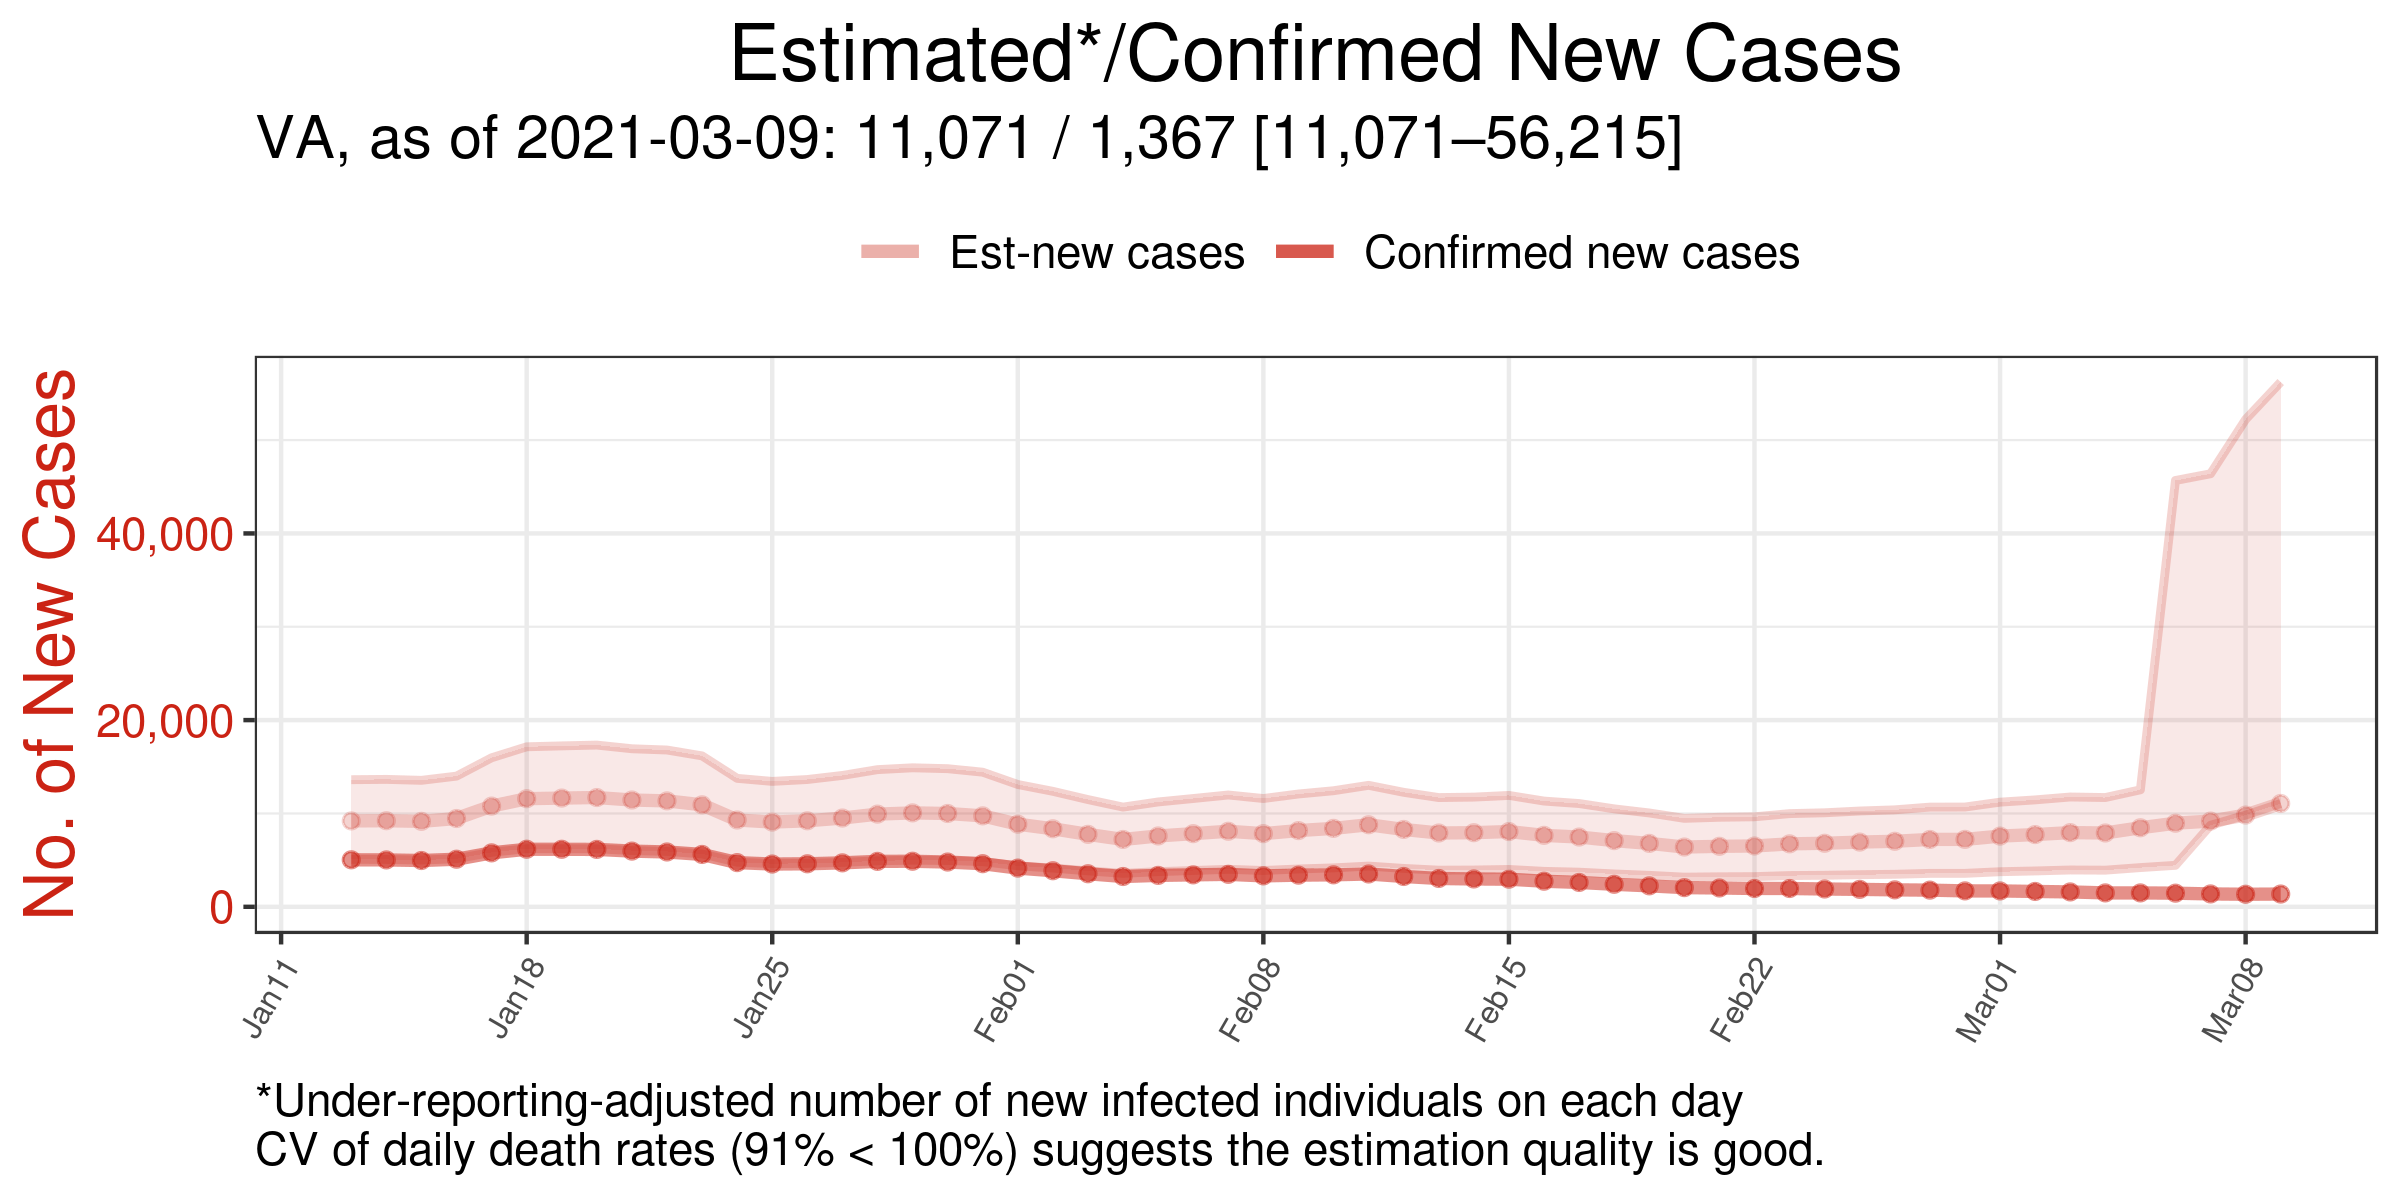 Estimated*/Confirmed New Cases
VA, as of 2021-03-09: 11,071 / 1,367 [11,071–56,215]
Est-new cases
Confirmed new cases
No. of New Cases
40,000
20,000
0
Jan11
Jan18
Jan25
Feb01
Feb08
Feb15
Feb22
Mar01
Mar08
*Under-reporting-adjusted number of new infected individuals on each day
CV of daily death rates (91% < 100%) suggests the estimation quality is good.